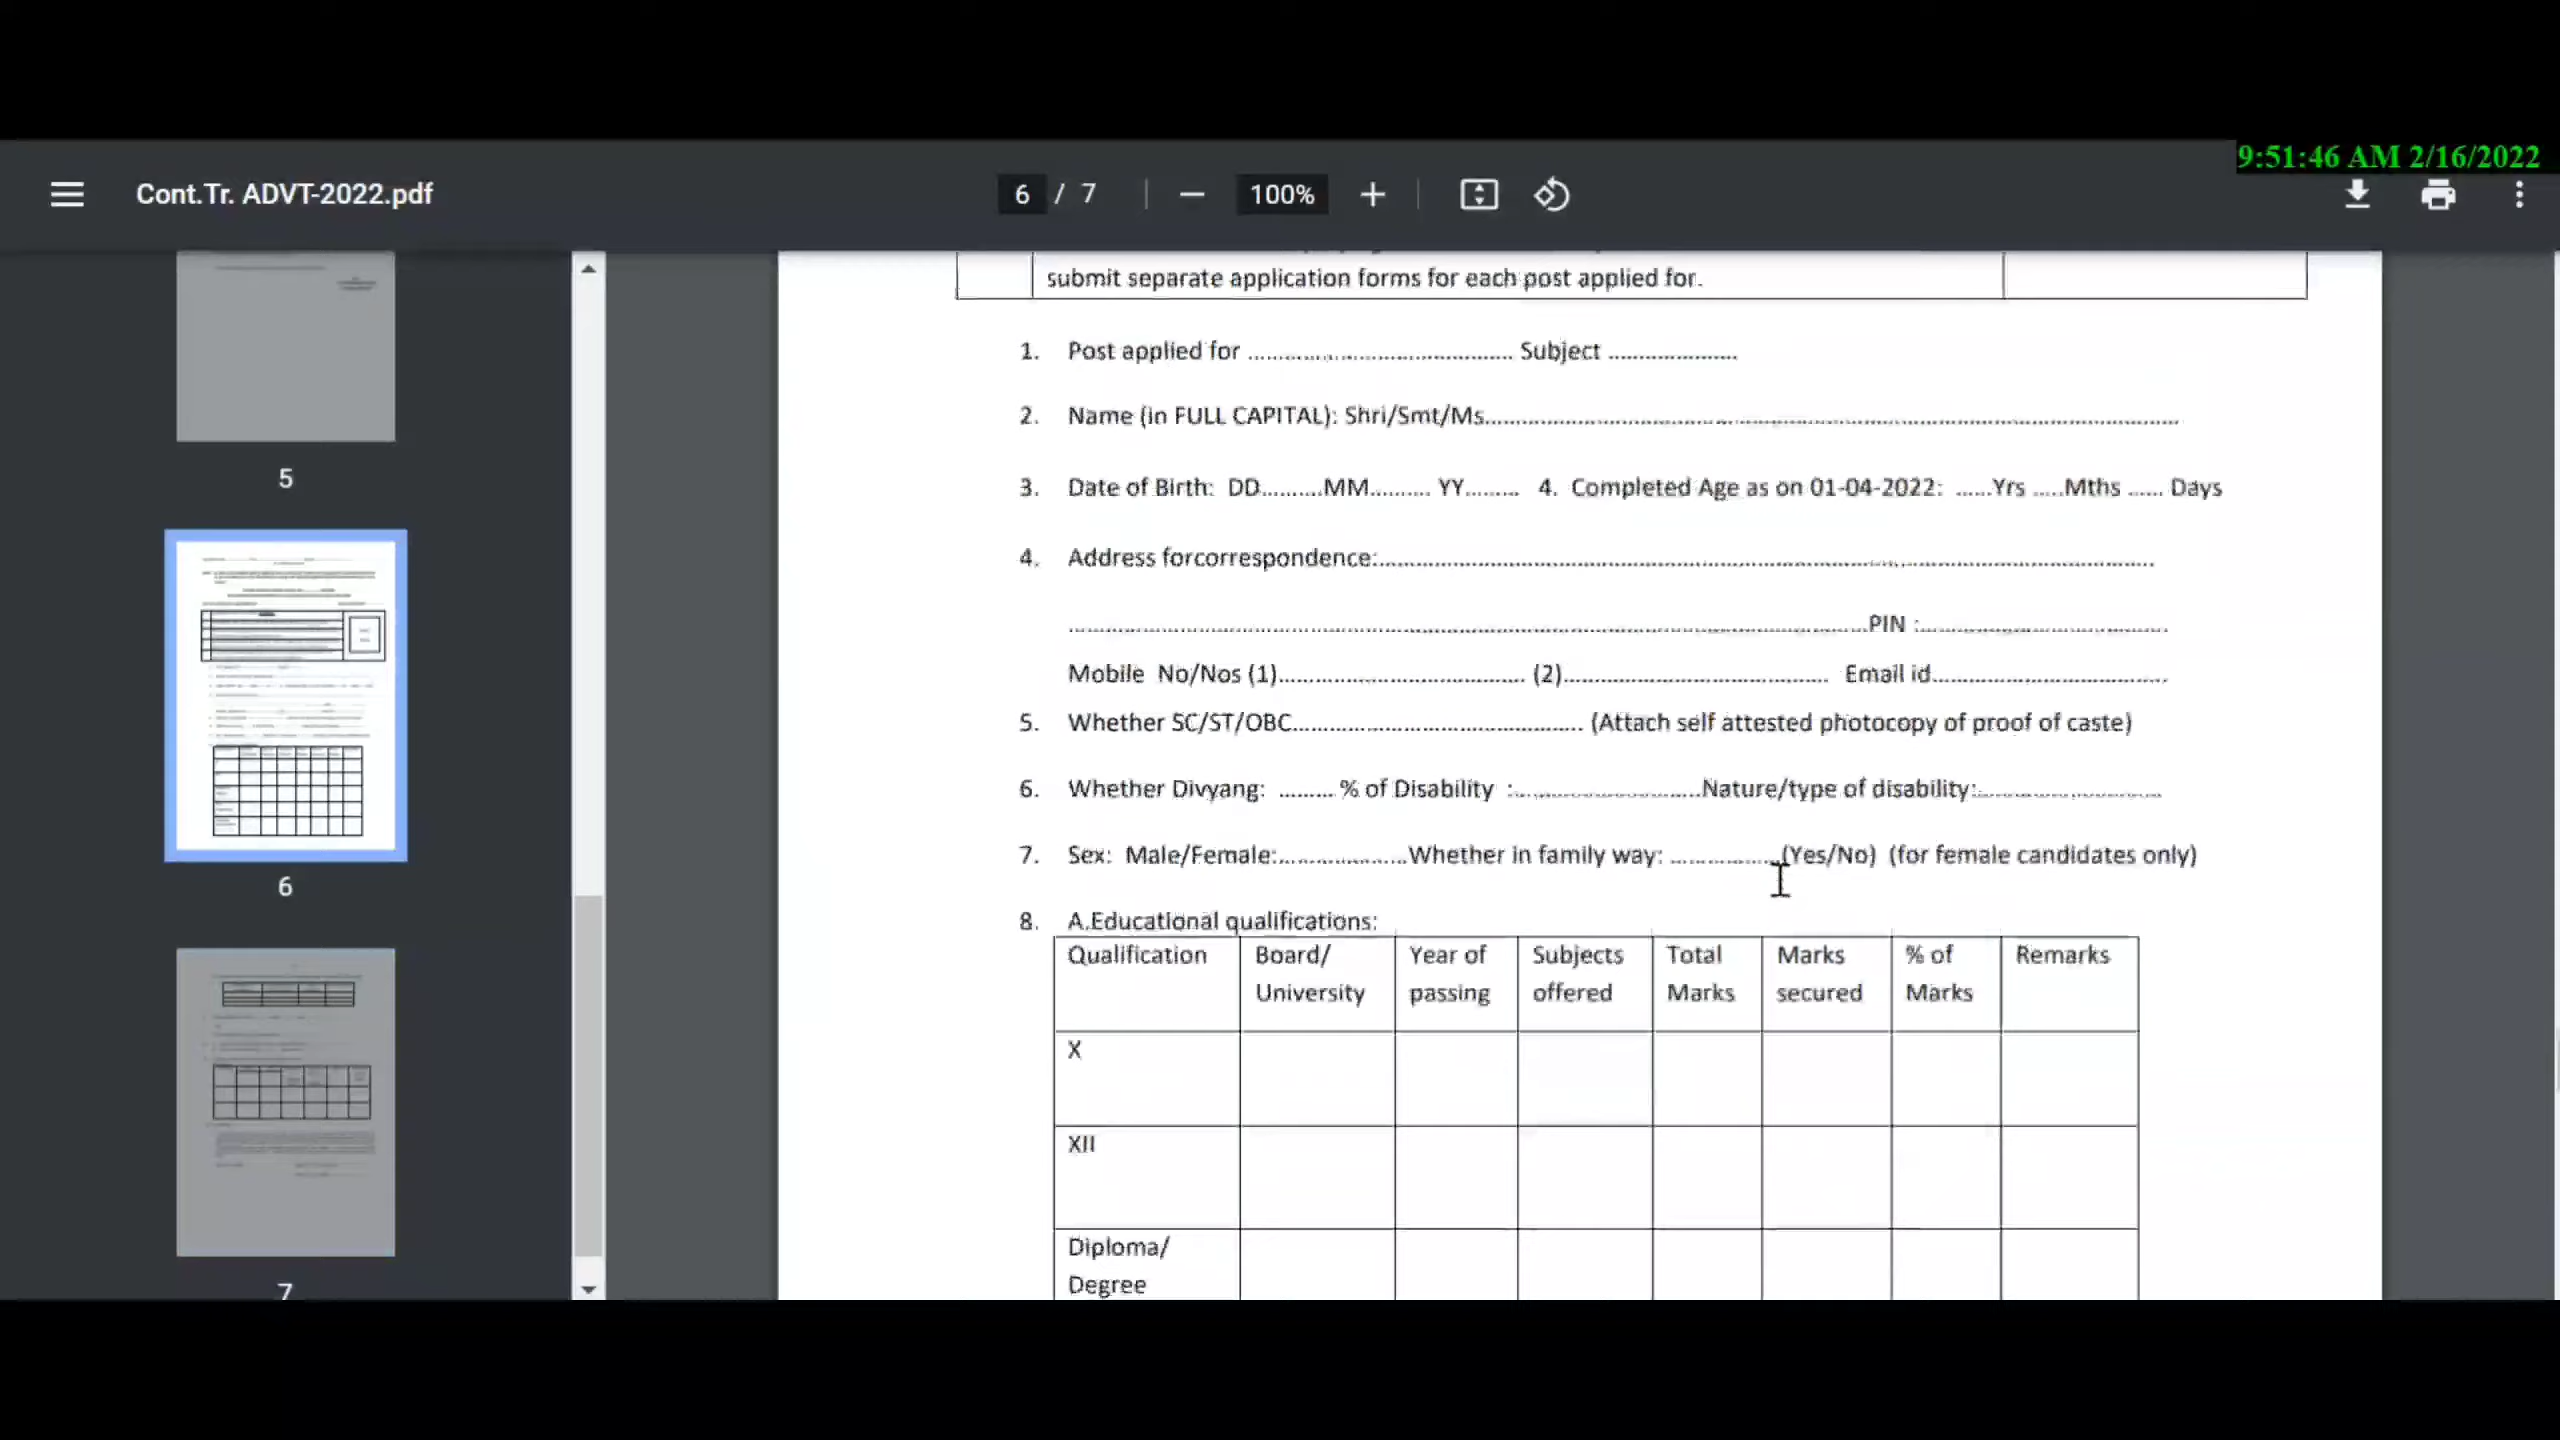 9:51:46 AM 2/16/2022
Cont.Tr. ADVT-2022.pdf
6 / 7
100%
5
6
7
submit separate application forms for each post applied for.
1. Post applied for ............................................ Subject .....................
2. Name (in FULL CAPITAL): Shri/Smt/Ms....................................................................................................................
3. Date of Birth: DD..........MM.......... YY......... 4. Completed Age as on 01-04-2022: ......Yrs .....Mths ...... Days
4. Address forcorrespondence:.................................................................................................................................
.....................................................................................................................................PIN :..........................................
Mobile No/Nos (1)......................................... (2)............................................ Email id.......................................
5. Whether SC/ST/OBC................................................ (Attach self attested photocopy of proof of caste)
6. Whether Divyang: ......... % of Disability :...............................Nature/type of disability:...............................
7. Sex: Male/Female:.....................Whether in family way: ..................(Yes/No) (for female candidates only)
8. A.Educational qualifications:
Qualification Board/ University Year of passing Subjects offered Total Marks Marks secured % of Marks Remarks
X
XII
Diploma/
Degree